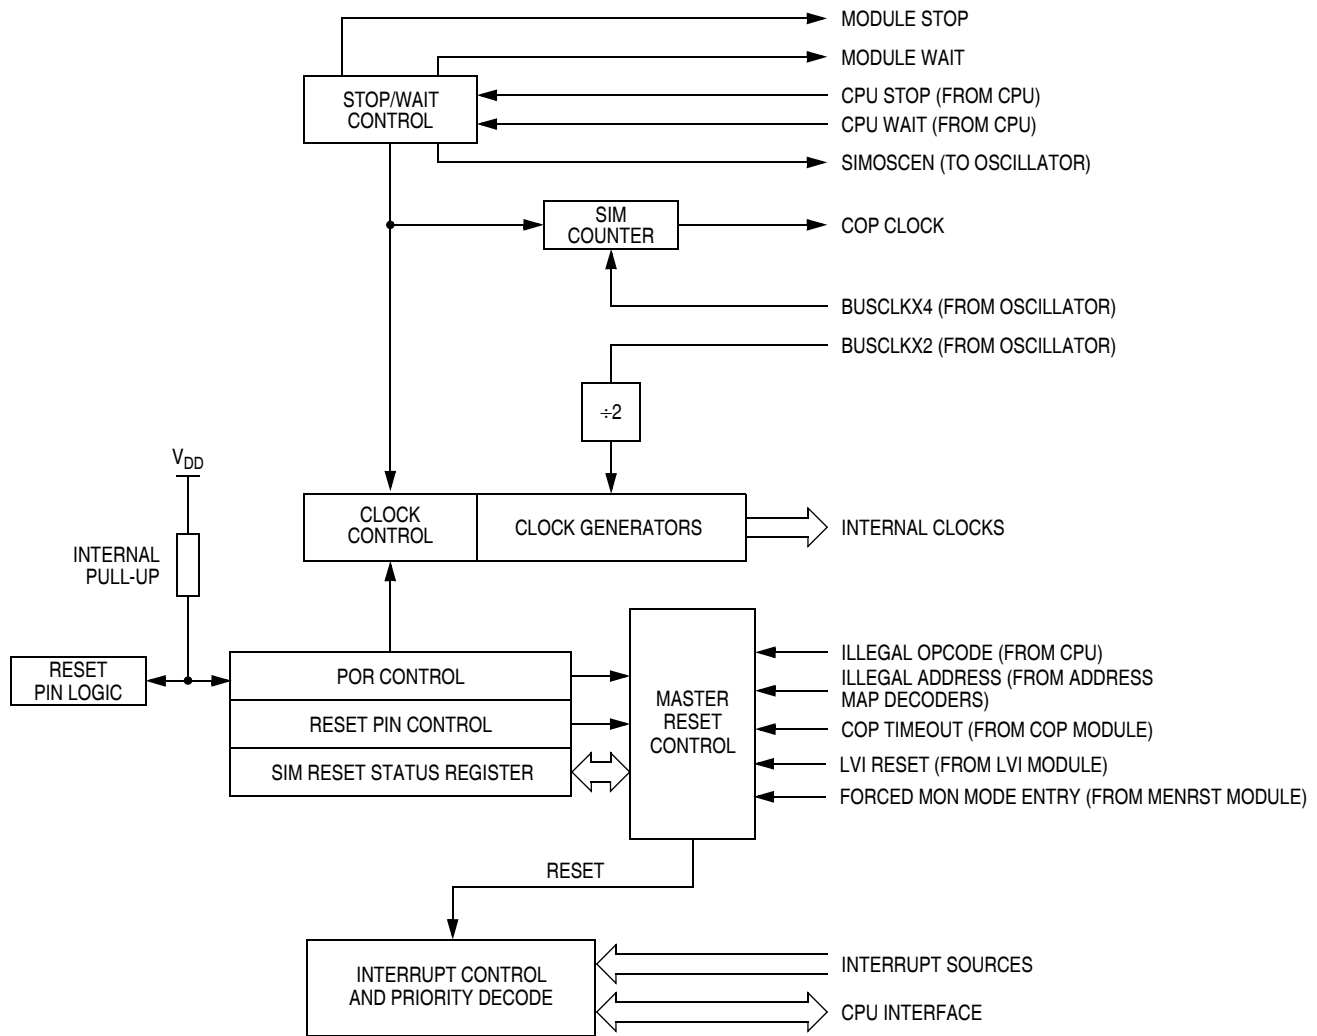 MODULE STOP
MODULE WAIT
STOP/WAIT
CONTROL
CPU STOP (FROM CPU)
CPU WAIT (FROM CPU)
SIMOSCEN (TO OSCILLATOR)
SIM
COUNTER
COP CLOCK
BUSCLKX4 (FROM OSCILLATOR)
BUSCLKX2 (FROM OSCILLATOR)
÷2
VDD
CLOCK
CONTROL
CLOCK GENERATORS
INTERNAL CLOCKS
INTERNAL
PULL-UP
RESET
PIN LOGIC
POR CONTROL
RESET PIN CONTROL
SIM RESET STATUS REGISTER
MASTER
RESET
CONTROL
ILLEGAL OPCODE (FROM CPU)
ILLEGAL ADDRESS (FROM ADDRESS
MAP DECODERS)
COP TIMEOUT (FROM COP MODULE)
LVI RESET (FROM LVI MODULE)
FORCED MON MODE ENTRY (FROM MENRST MODULE)
RESET
INTERRUPT CONTROL
AND PRIORITY DECODE
INTERRUPT SOURCES
CPU INTERFACE